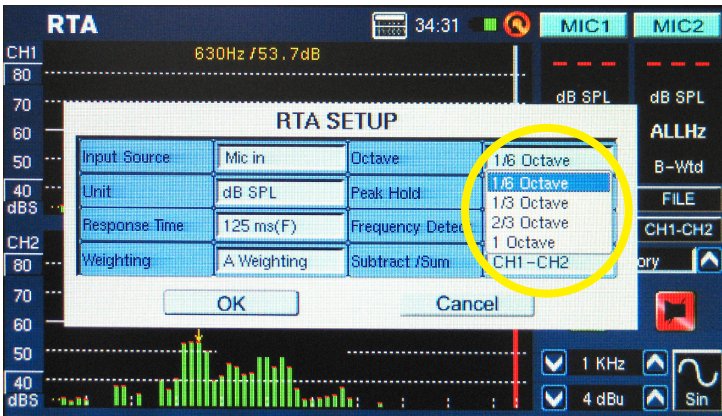 RTA 34:31 MIC1 MIC2
CH1 630Hz/53.7dB
80
70 dB SPL dB SPL
RTA SETUP
60 ALLHz
Input Source Mic in Octave 1/6 Octave
50 B-Wtd
1/6 Octave
Unit dB SPL Peak Hold
40 1/3 Octave FILE
dBS
Response Time 125 ms(F) Frequency Detec 2/3 Octave CH1-CH2
CH2 1 Octave
80 Weighting A Weighting Subtract /Sum CH1-CH2 ory
70 OK Cancel
60
50 1 KHz
40
dBS 4 dBu Sin